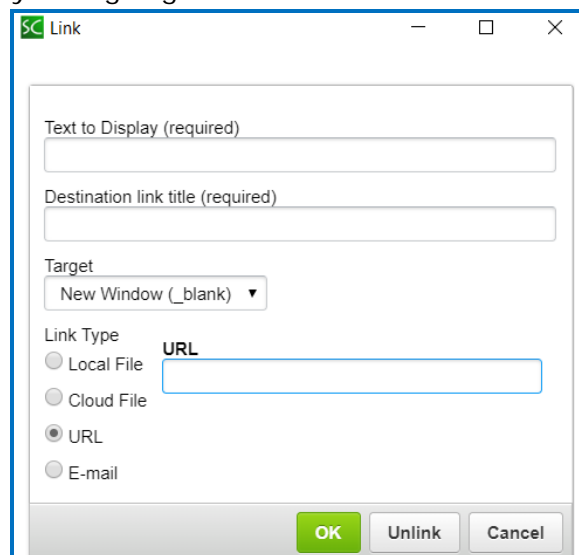 SC Link
Text to Display (required)
Destination link title (required)
Target
New Window (_blank)
Link Type
URL
Local File
Cloud File
URL
E-mail
OK Unlink Cancel